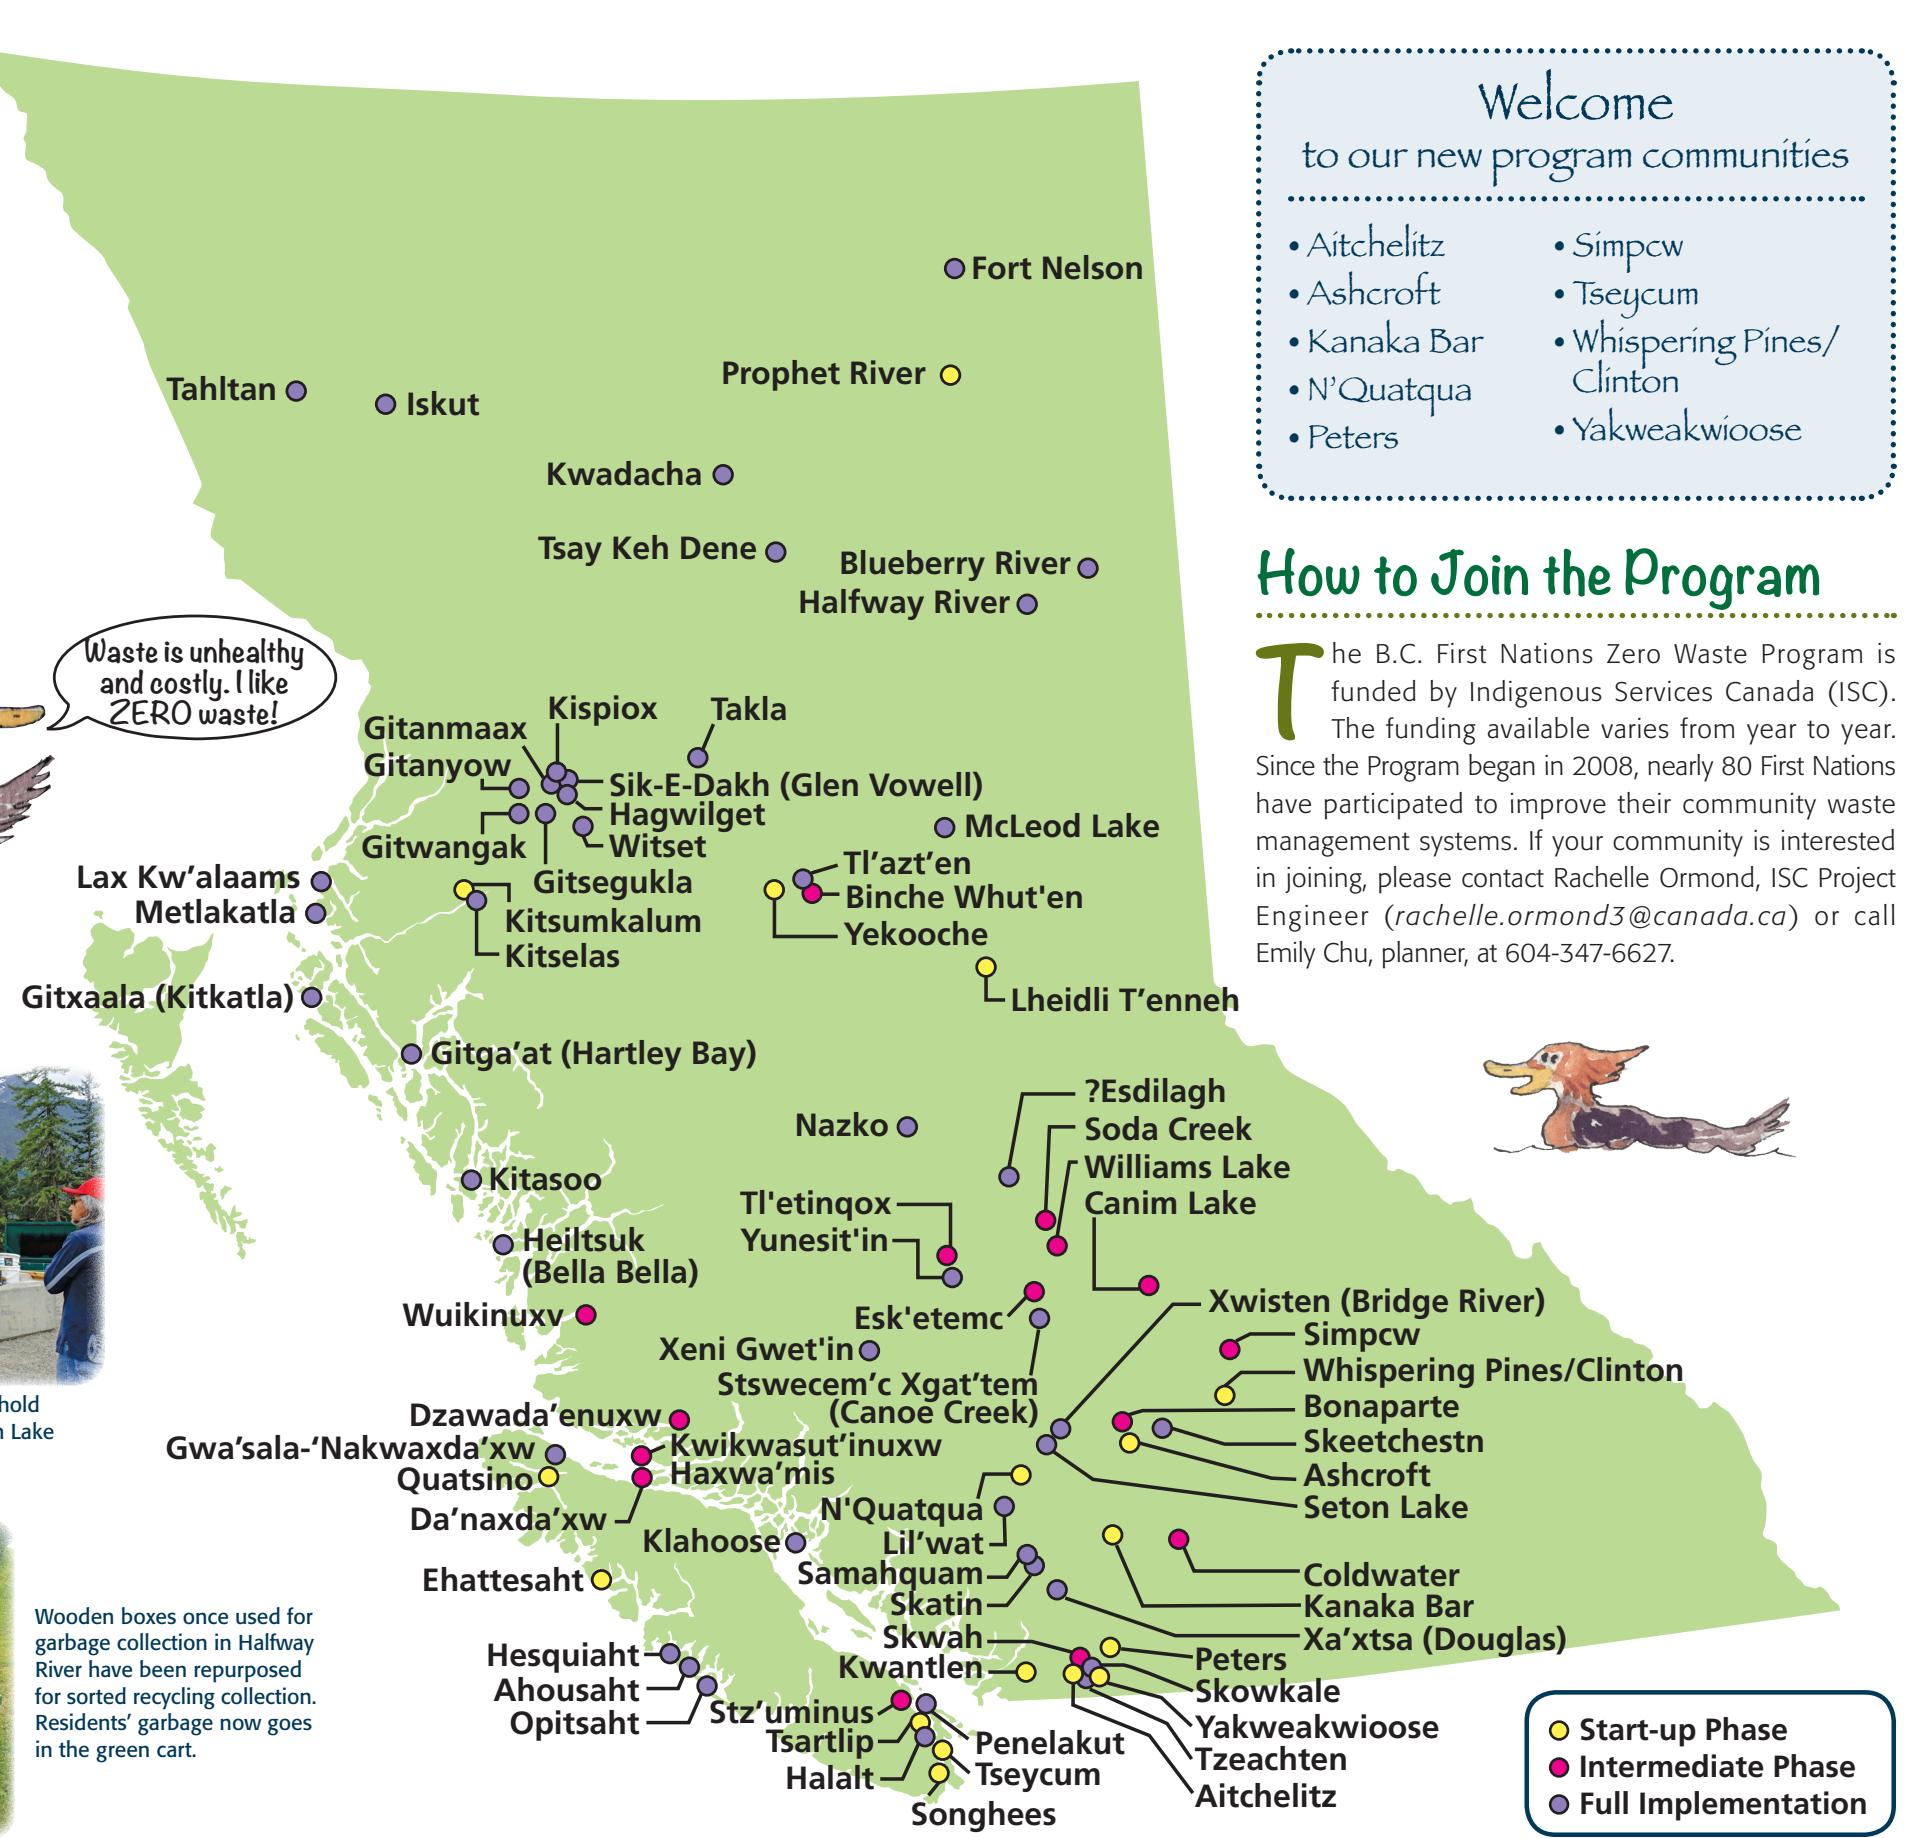 Welcome
to our new program communities
• Aitchelitz
• Ashcroft
• Kanaka Bar
• N'Quatqua
• Peters
• Simpcw
• Tseycum
• Whispering Pines/
Clinton
• Yakweakwioose
How to Join the Program
The B.C. First Nations Zero Waste Program is
funded by Indigenous Services Canada (ISC).
The funding available varies from year to year.
Since the Program began in 2008, nearly 80 First Nations
have participated to improve their community waste
management systems. If your community is interested
in joining, please contact Rachelle Ormond, ISC Project
Engineer (rachelle.ormond3@canada.ca) or call
Emily Chu, planner, at 604-347-6627.
Fort Nelson
Prophet River
Tahltan
Iskut
Kwadacha
Tsay Keh Dene
Blueberry River
Halfway River
Waste is unhealthy
and costly. I like
ZERO waste!
Kispiox
Takla
Gitanmaax
Gitanyow
Sik-E-Dakh (Glen Vowell)
Hagwilget
Witset
McLeod Lake
Gitwangak
Gitsegukla
Tl'azt'en
Binche Whut'en
Yekooche
Lax Kw'alaams
Metlakatla
Kitsumkalum
Kitselas
Gitxaala (Kitkatla)
Lheidli T'enneh
Gitga'at (Hartley Bay)
?Esdilagh
Soda Creek
Williams Lake
Canim Lake
Nazko
Kitasoo
Tl'etinqox
Yunesit'in
Heiltsuk
(Bella Bella)
Wuikinuxv
Esk'etemc
Xwisten (Bridge River)
Simpcw
Xeni Gwet'in
Whispering Pines/Clinton
Stswecem'c Xgat'tem
(Canoe Creek)
Bonaparte
Skeetchestn
Ashcroft
Seton Lake
Dzawada'enuxw
Gwa'sala-'Nakwaxda'xw
Kwikwasut'inuxw
Haxwa'mis
Quatsino
Da'naxda'xw
N'Quatqua
Lil'wat
Klahoose
Samahquam
Skatin
Ehattesaht
Coldwater
Kanaka Bar
Xa'xtsa (Douglas)
Skwah
Kwantlen
Peters
Skowkale
Yakweakwioose
Tzeachten
Aitchelitz
Hesquiaht
Ahousaht
Opitsaht
Stz'uminus
Tsartlip
Halalt
Penelakut
Tseycum
Songhees
hold
Lake
Wooden boxes once used for
garbage collection in Halfway
River have been repurposed
for sorted recycling collection.
Residents' garbage now goes
in the green cart.
Start-up Phase
Intermediate Phase
Full Implementation